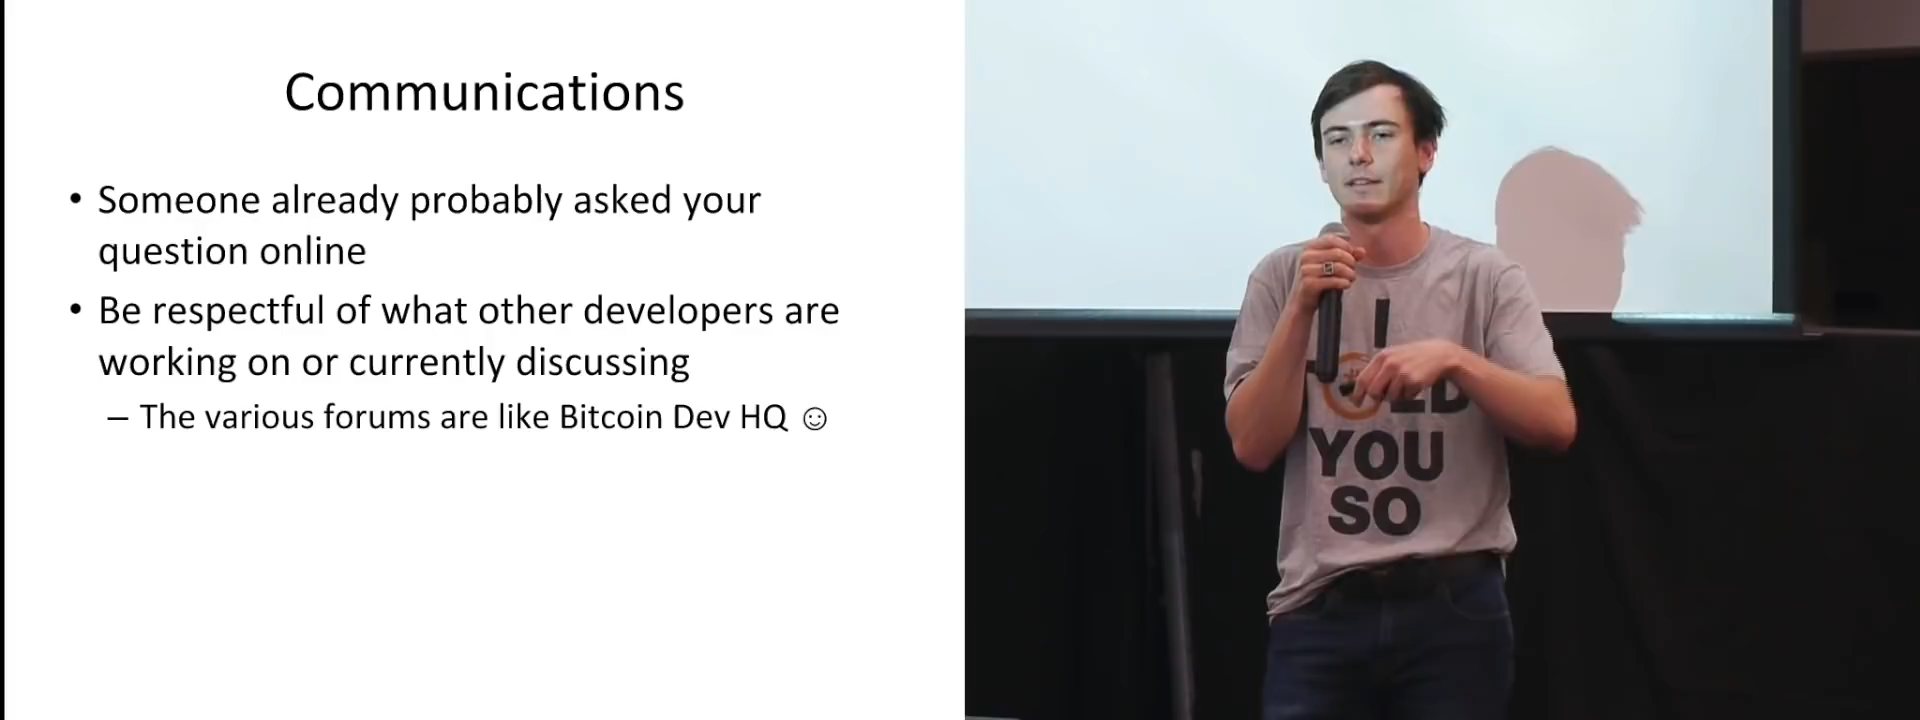 Communications
• Someone already probably asked your
question online
• Be respectful of what other developers are
working on or currently discussing
– The various forums are like Bitcoin Dev HQ ☺
I
YOU
SO